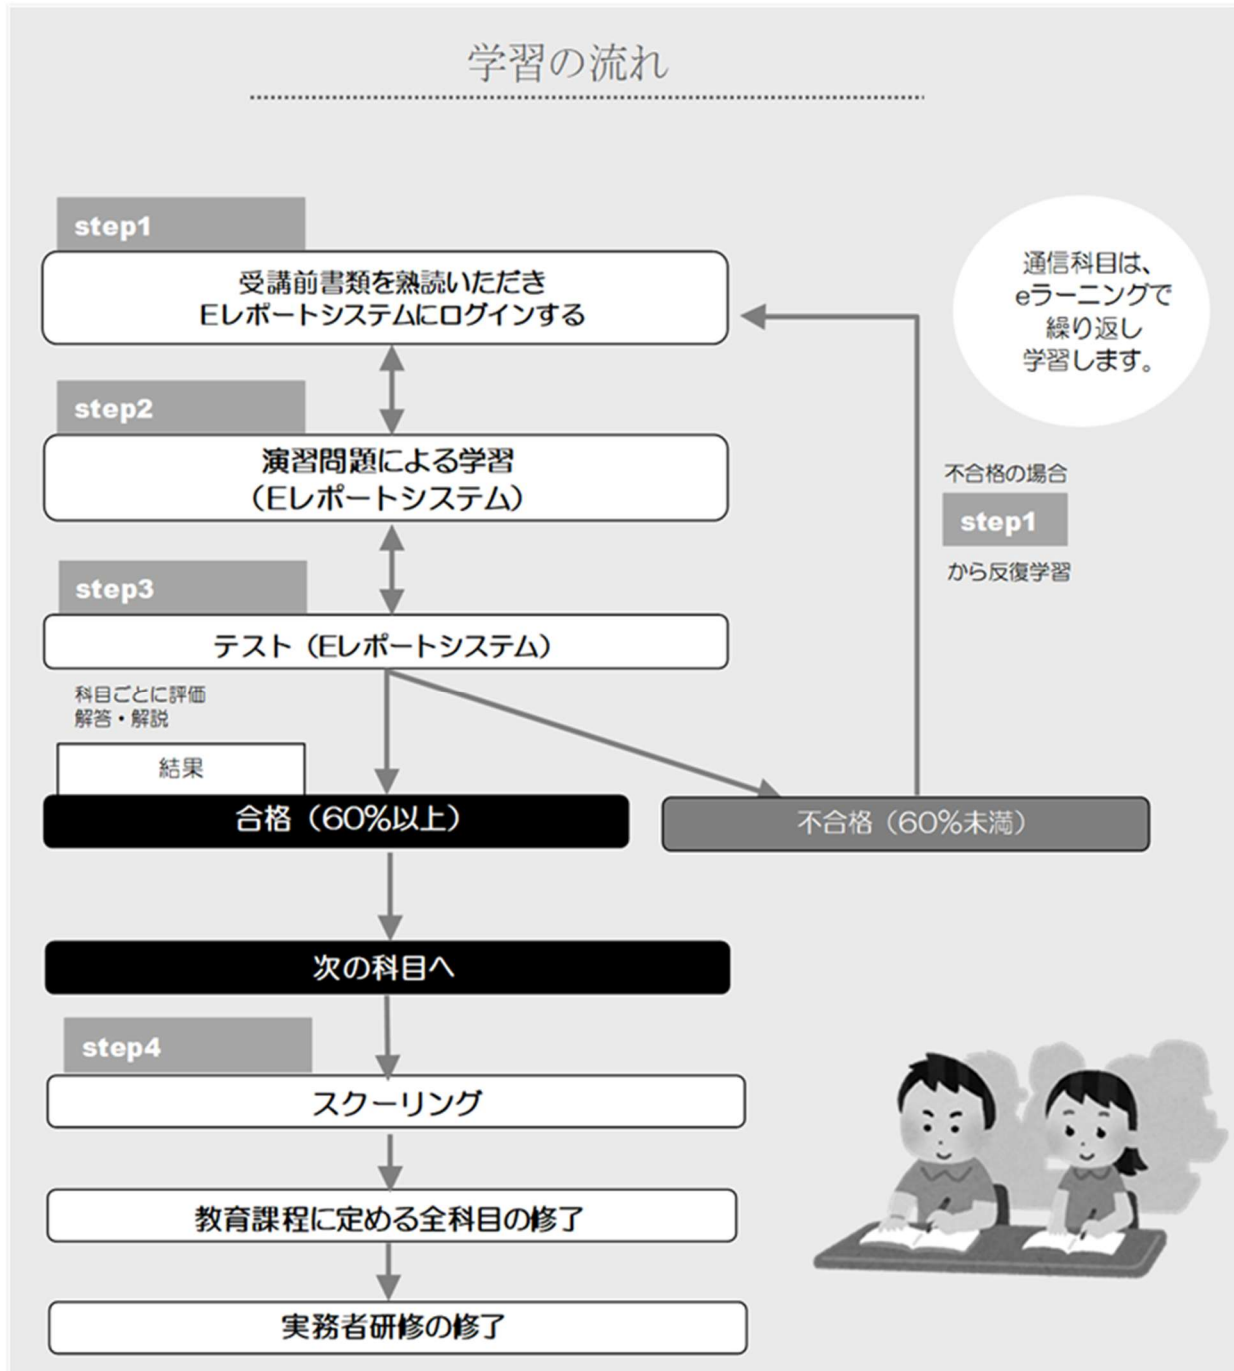 学習の流れ
step1
受講前書類を熟読いただき
Eレポートシステムにログインする
通信科目は、
eラーニングで
繰り返し
学習します。
step2
演習問題による学習
（Eレポートシステム）
不合格の場合
step1
から反復学習
step3
テスト（Eレポートシステム）
科目ごとに評価
解答・解説
結果
合格（60%以上）
不合格（60%未満）
次の科目へ
step4
スクーリング
教育課程に定める全科目の修了
実務者研修の修了